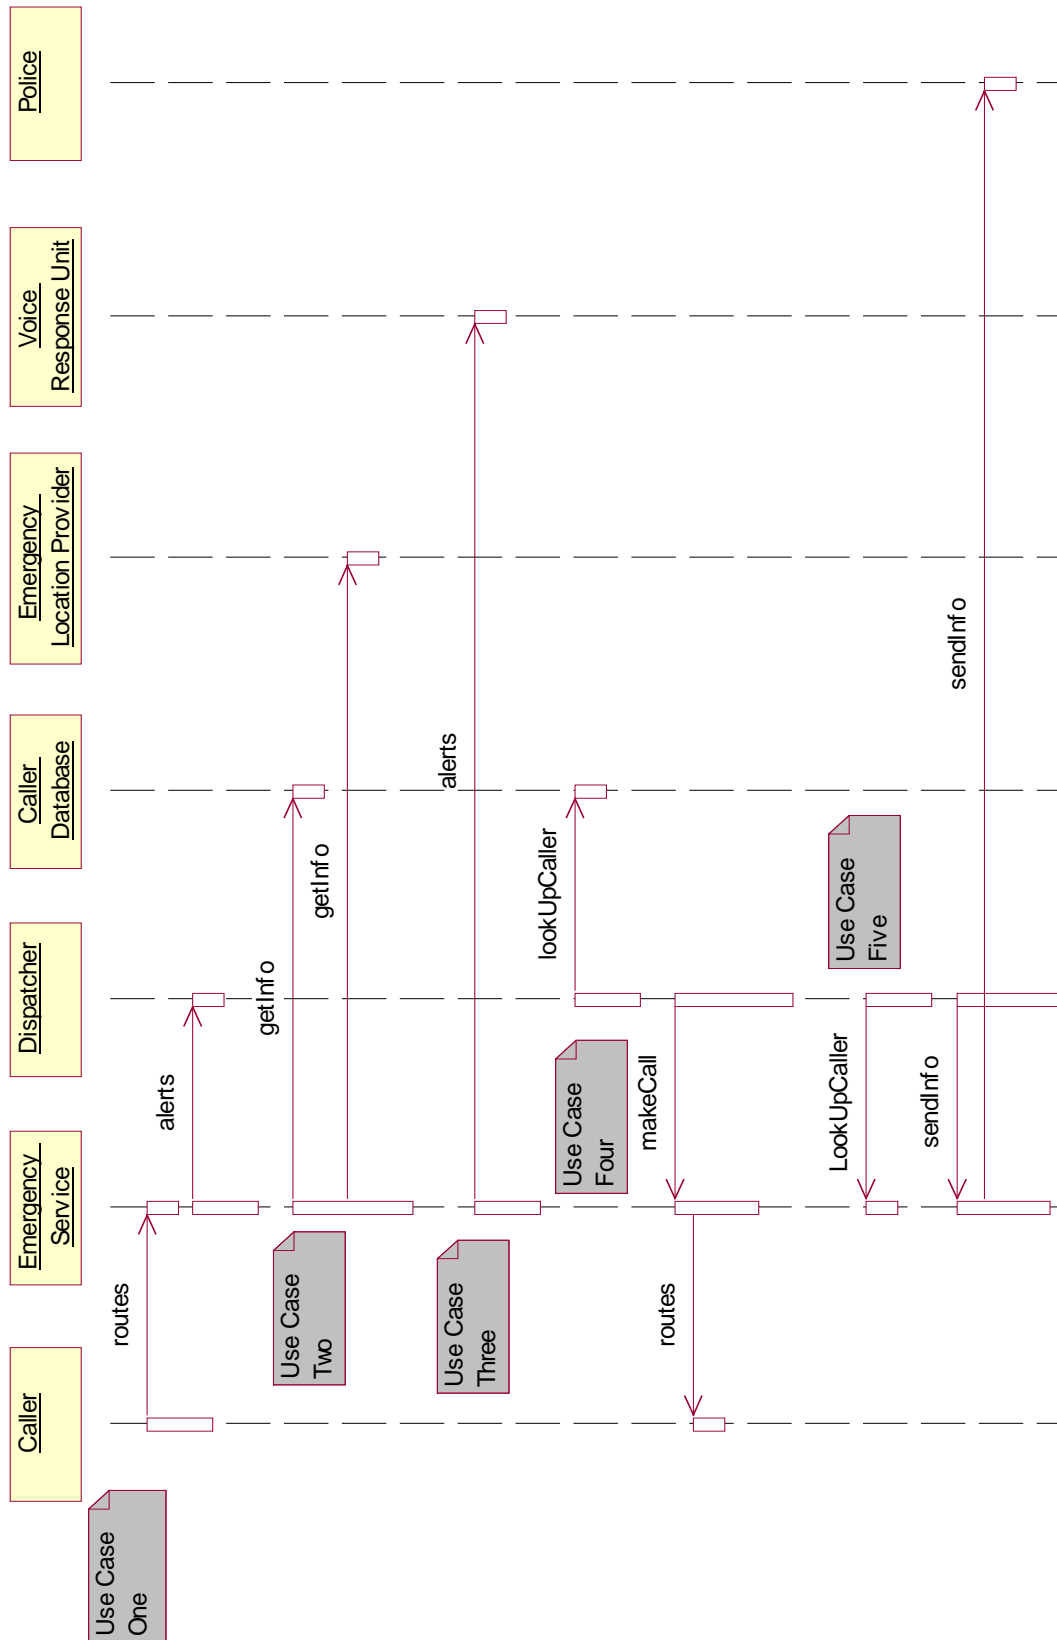 Caller
Emergency
Service
Dispatcher
Caller
Database
Emergency
Location Provider
Voice
Response Unit
Police
Use Case
One
routes
alerts
Use Case
Two
getInfo
getInfo
Use Case
Three
alerts
Use Case
Four
lookUpCaller
makeCall
routes
Use Case
Five
LookUpCaller
sendInfo
sendInfo